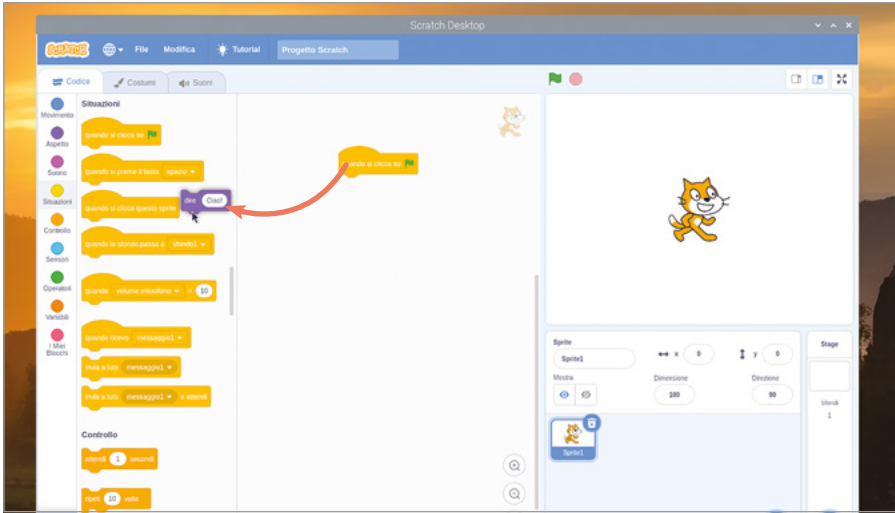 Scratch Desktop
SCRATCH
File Modifica Tutorial Progetto Scratch
Codice Costumi Suoni
Movimento
Aspetto
Suono
Situazioni
Controllo
Sensori
Operatori
Variabili
I Miei
Blocchi
Situazioni
quando si clicca su
quando si preme il tasto spazio
quando si clicca questo sprite
quando lo sfondo passa a sfondo1
quando volume microfono > 10
quando ricevo messaggio1
invia a tutti messaggio1
invia a tutti messaggio1 e attendi
Controllo
attendi 1 secondi
ripeti 10 volte
quando si clicca su
dire Ciao!
Sprite
Sprite1
x 0
y 0
Mostra
Dimensione
100
Direzione
90
Sprite1
Stage
Sfondi
1